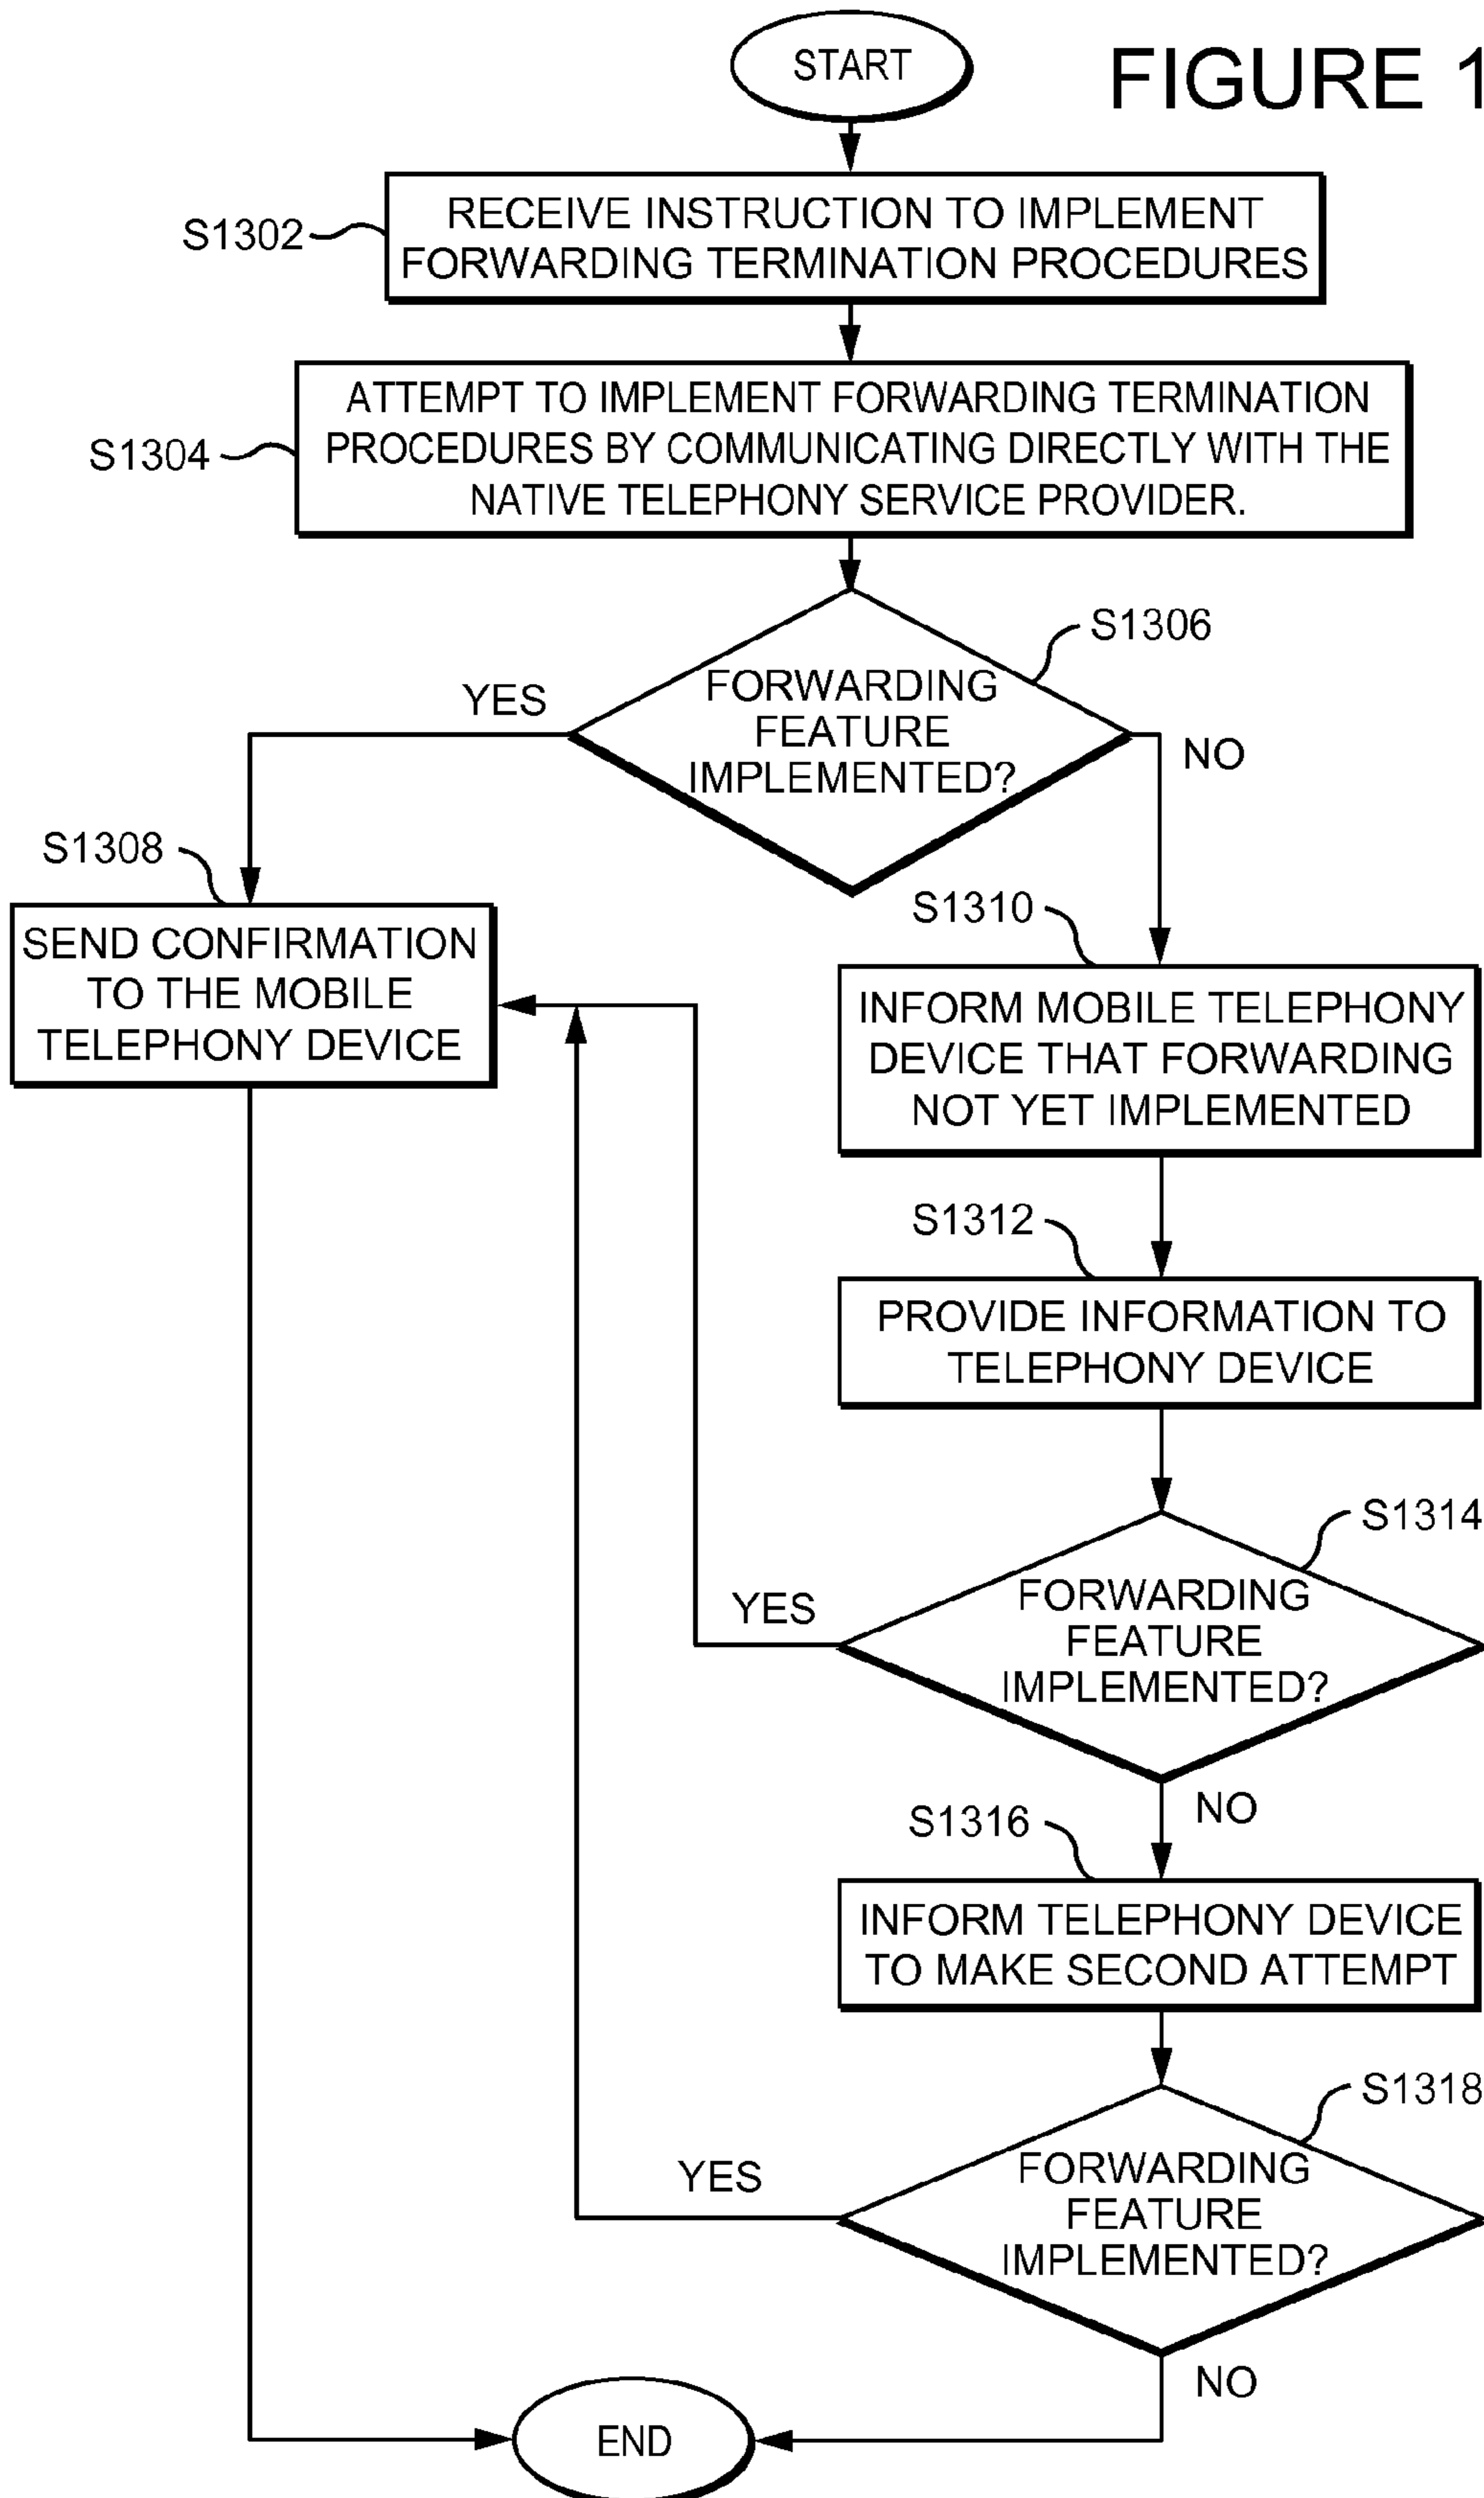 START
FIGURE 1
RECEIVE INSTRUCTION TO IMPLEMENT
FORWARDING TERMINATION PROCEDURES
S1302
ATTEMPT TO IMPLEMENT FORWARDING TERMINATION
PROCEDURES BY COMMUNICATING DIRECTLY WITH THE
NATIVE TELEPHONY SERVICE PROVIDER.
S1304
S1306
FORWARDING
FEATURE
IMPLEMENTED?
YES
NO
S1308
SEND CONFIRMATION
TO THE MOBILE
TELEPHONY DEVICE
S1310
INFORM MOBILE TELEPHONY
DEVICE THAT FORWARDING
NOT YET IMPLEMENTED
S1312
PROVIDE INFORMATION TO
TELEPHONY DEVICE
S1314
FORWARDING
FEATURE
IMPLEMENTED?
YES
NO
S1316
INFORM TELEPHONY DEVICE
TO MAKE SECOND ATTEMPT
S1318
FORWARDING
FEATURE
IMPLEMENTED?
YES
NO
END